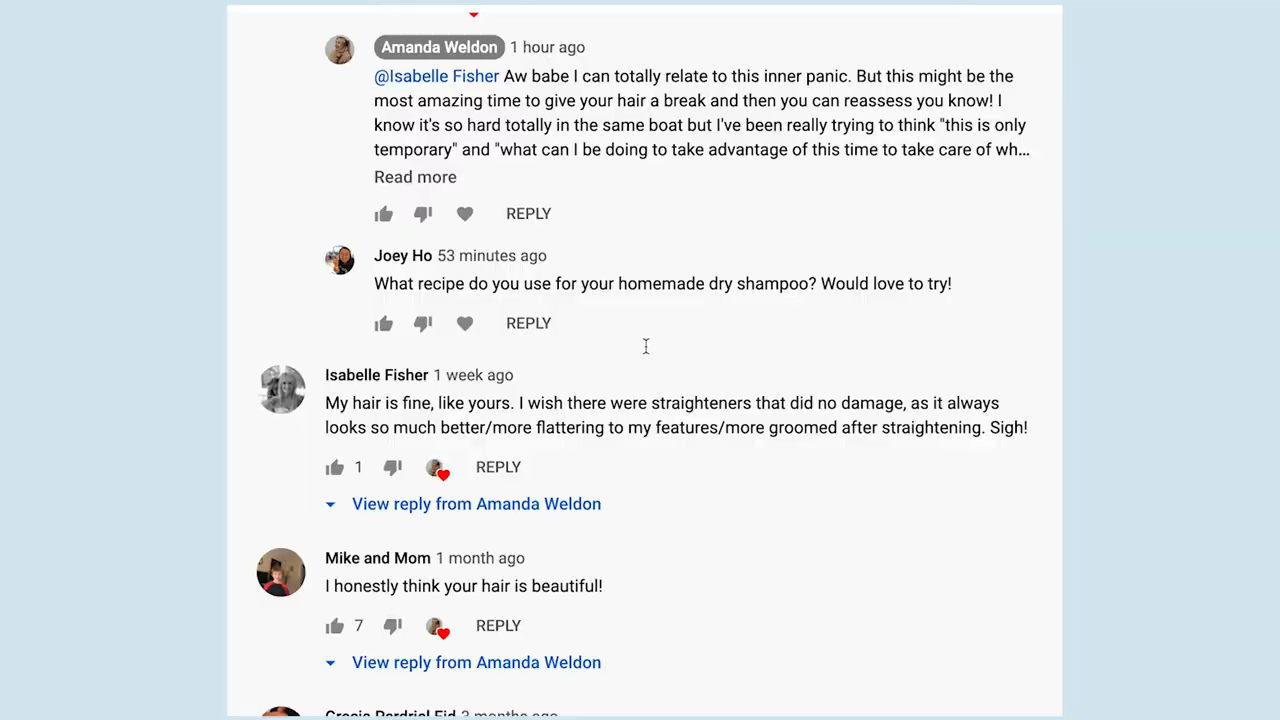 Amanda Weldon 1 hour ago
@Isabelle Fisher Aw babe I can totally relate to this inner panic. But this might be the
most amazing time to give your hair a break and then you can reassess you know! I
know it's so hard totally in the same boat but I've been really trying to think "this is only
temporary" and "what can I be doing to take advantage of this time to take care of wh...
Read more
REPLY
Joey Ho 53 minutes ago
What recipe do you use for your homemade dry shampoo? Would love to try!
REPLY
Isabelle Fisher 1 week ago
My hair is fine, like yours. I wish there were straighteners that did no damage, as it always
looks so much better/more flattering to my features/more groomed after straightening. Sigh!
1 REPLY
View reply from Amanda Weldon
Mike and Mom 1 month ago
I honestly think your hair is beautiful!
7 REPLY
View reply from Amanda Weldon
months ago